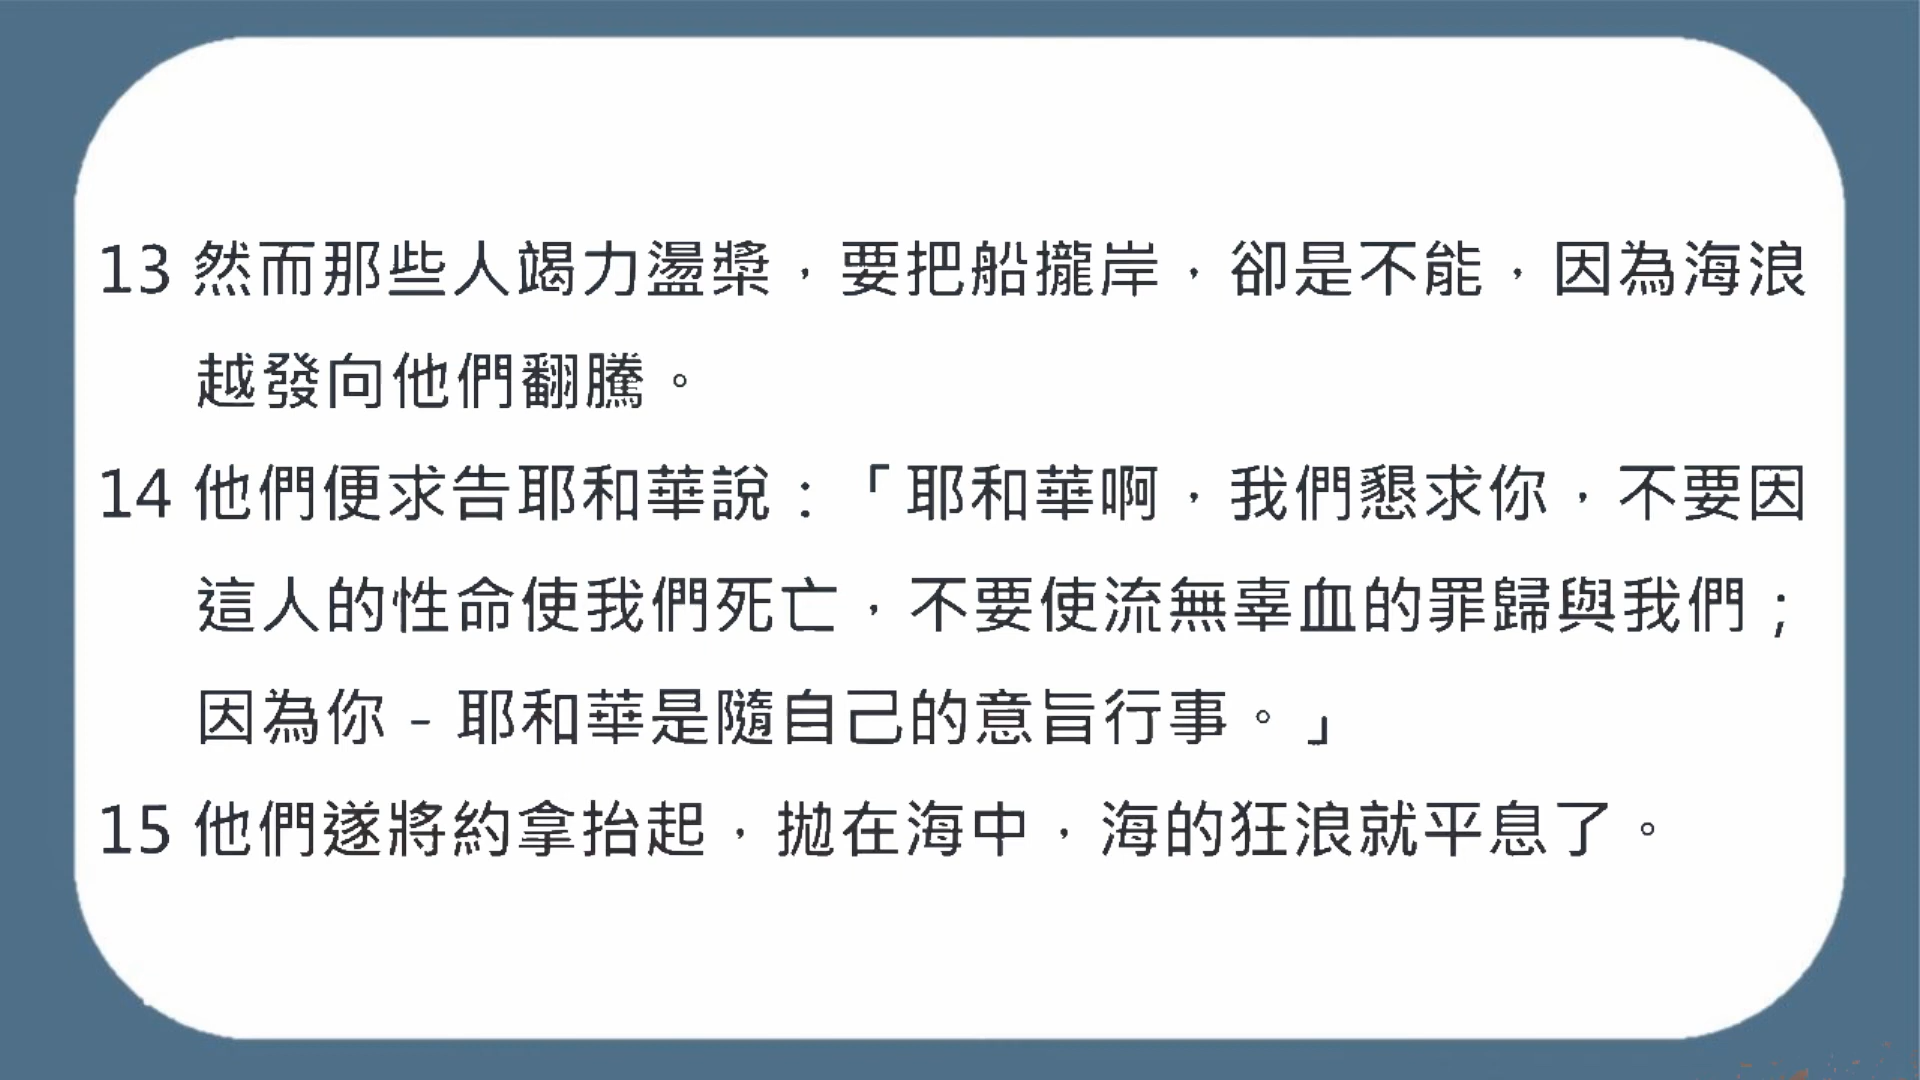 13 然而那些人竭力盪槳，要把船攏岸，卻是不能，因為海浪
越發向他們翻騰。
14 他們便求告耶和華說：「耶和華啊，我們懇求你，不要因
這人的性命使我們死亡，不要使流無辜血的罪歸與我們；
因為你－耶和華是隨自己的意旨行事。」
15 他們遂將約拿抬起，拋在海中，海的狂浪就平息了。